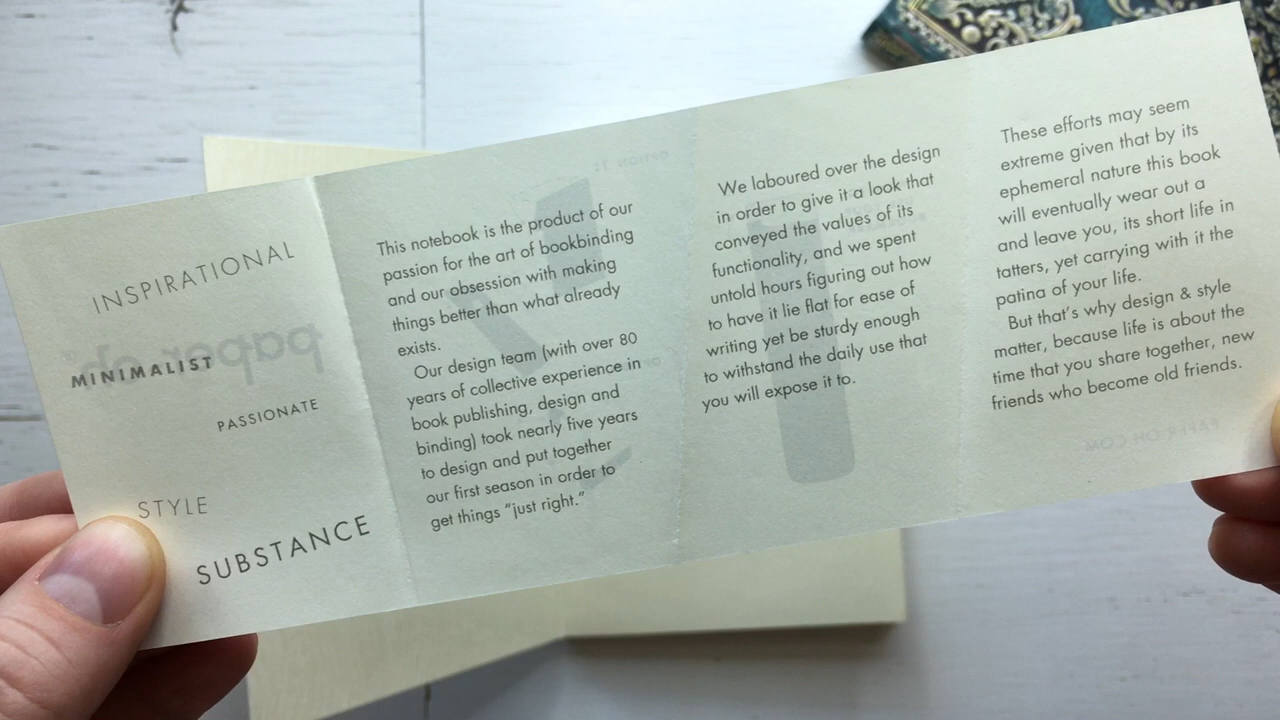 INSPIRATIONAL
MINIMALIST
PASSIONATE
STYLE
SUBSTANCE
This notebook is the product of our
passion for the art of bookbinding
and our obsession with making
things better than what already
exists.
Our design team (with over 80
years of collective experience in
book publishing, design and
binding) took nearly five years
to design and put together
our first season in order to
get things “just right.”
We laboured over the design
in order to give it a look that
conveyed the values of its
functionality, and we spent
untold hours figuring out how
to have it lie flat for ease of
writing yet be sturdy enough
to withstand the daily use that
you will expose it to.
These efforts may seem
extreme given that by its
ephemeral nature this book
will eventually wear out a
and leave you, its short life in
tatters, yet carrying with it the
patina of your life.
But that’s why design & style
matter, because life is about the
time that you share together, new
friends who become old friends.
paper-oh
OPTION 1:
PAPER-OH.COM